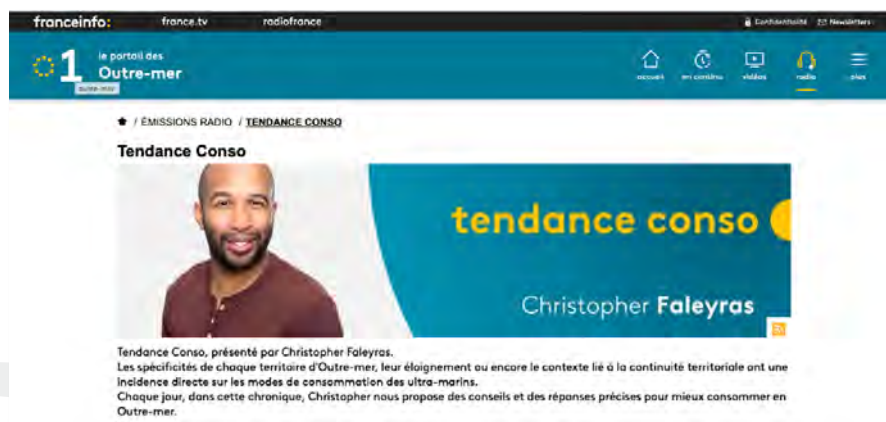 franceinfo: france.tv radiofrance Confidentialité Newsletters
1 le portail des
Outre-mer
accueil en continu vidéos radio plus
outre-mer
/ ÉMISSIONS RADIO / TENDANCE CONSO
Tendance Conso
tendance conso
Christopher Faleyras
Tendance Conso, présenté par Christopher Faleyras.
Les spécificités de chaque territoire d'Outre-mer, leur éloignement ou encore le contexte lié à la continuité territoriale ont une
incidence directe sur les modes de consommation des ultra-marins.
Chaque jour, dans cette chronique, Christopher nous propose des conseils et des réponses précises pour mieux consommer en
Outre-mer.